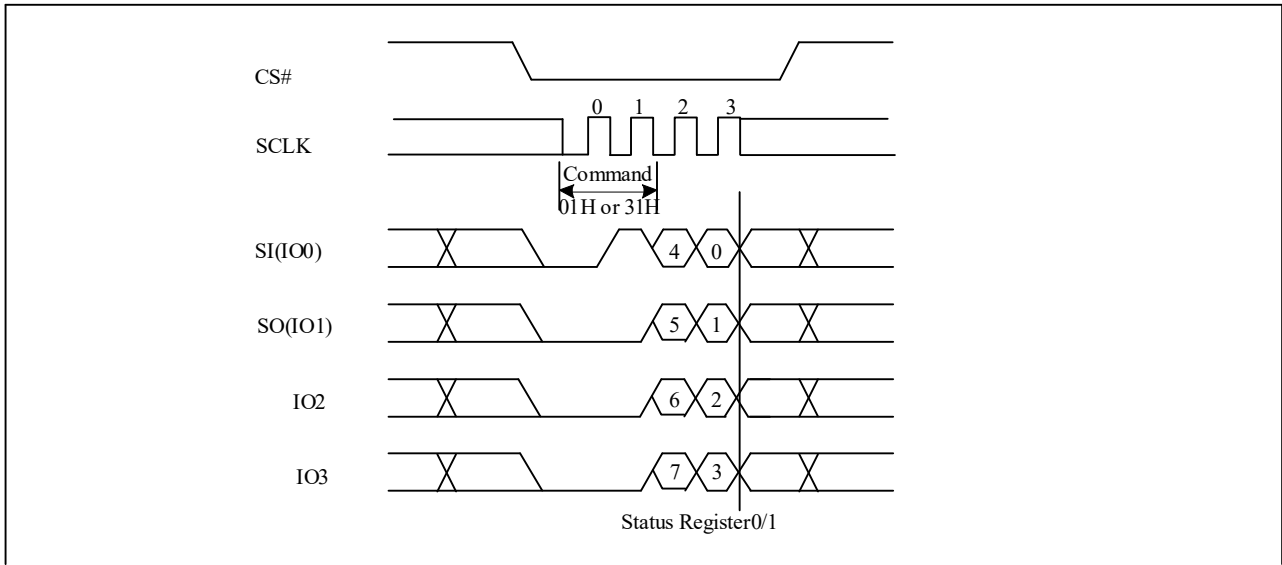 CS#
0 1 2 3
SCLK
Command
01H or 31H
SI(IO0) 4 0
SO(IO1) 5 1
IO2 6 2
IO3 7 3
Status Register0/1